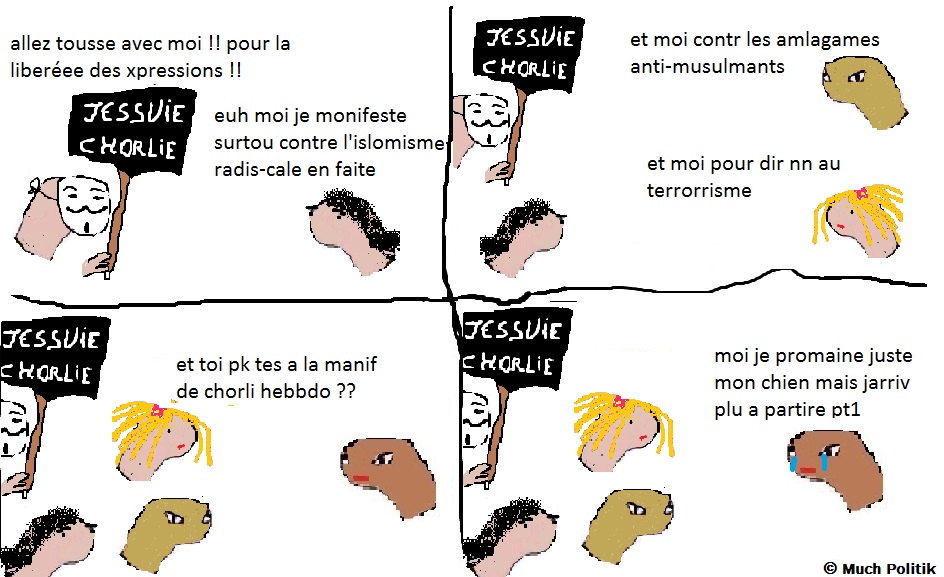 allez tousse avec moi !! pour la
liberéee des xpressions !!
JESSUIE
CHORLIE
euh moi je monifeste
surtou contre l'islomisme
radis-cale en faite
JESSUIE
CHORLIE
et moi contr les amlagames
anti-musulmants
et moi pour dir nn au
terrorrisme
JESSUIE
CHORLIE
et toi pk tes a la manif
de chorli hebbdo ??
JESSUIE
CHORLIE
moi je promaine juste
mon chien mais jarriv
plu a partire pt1
© Much Politik